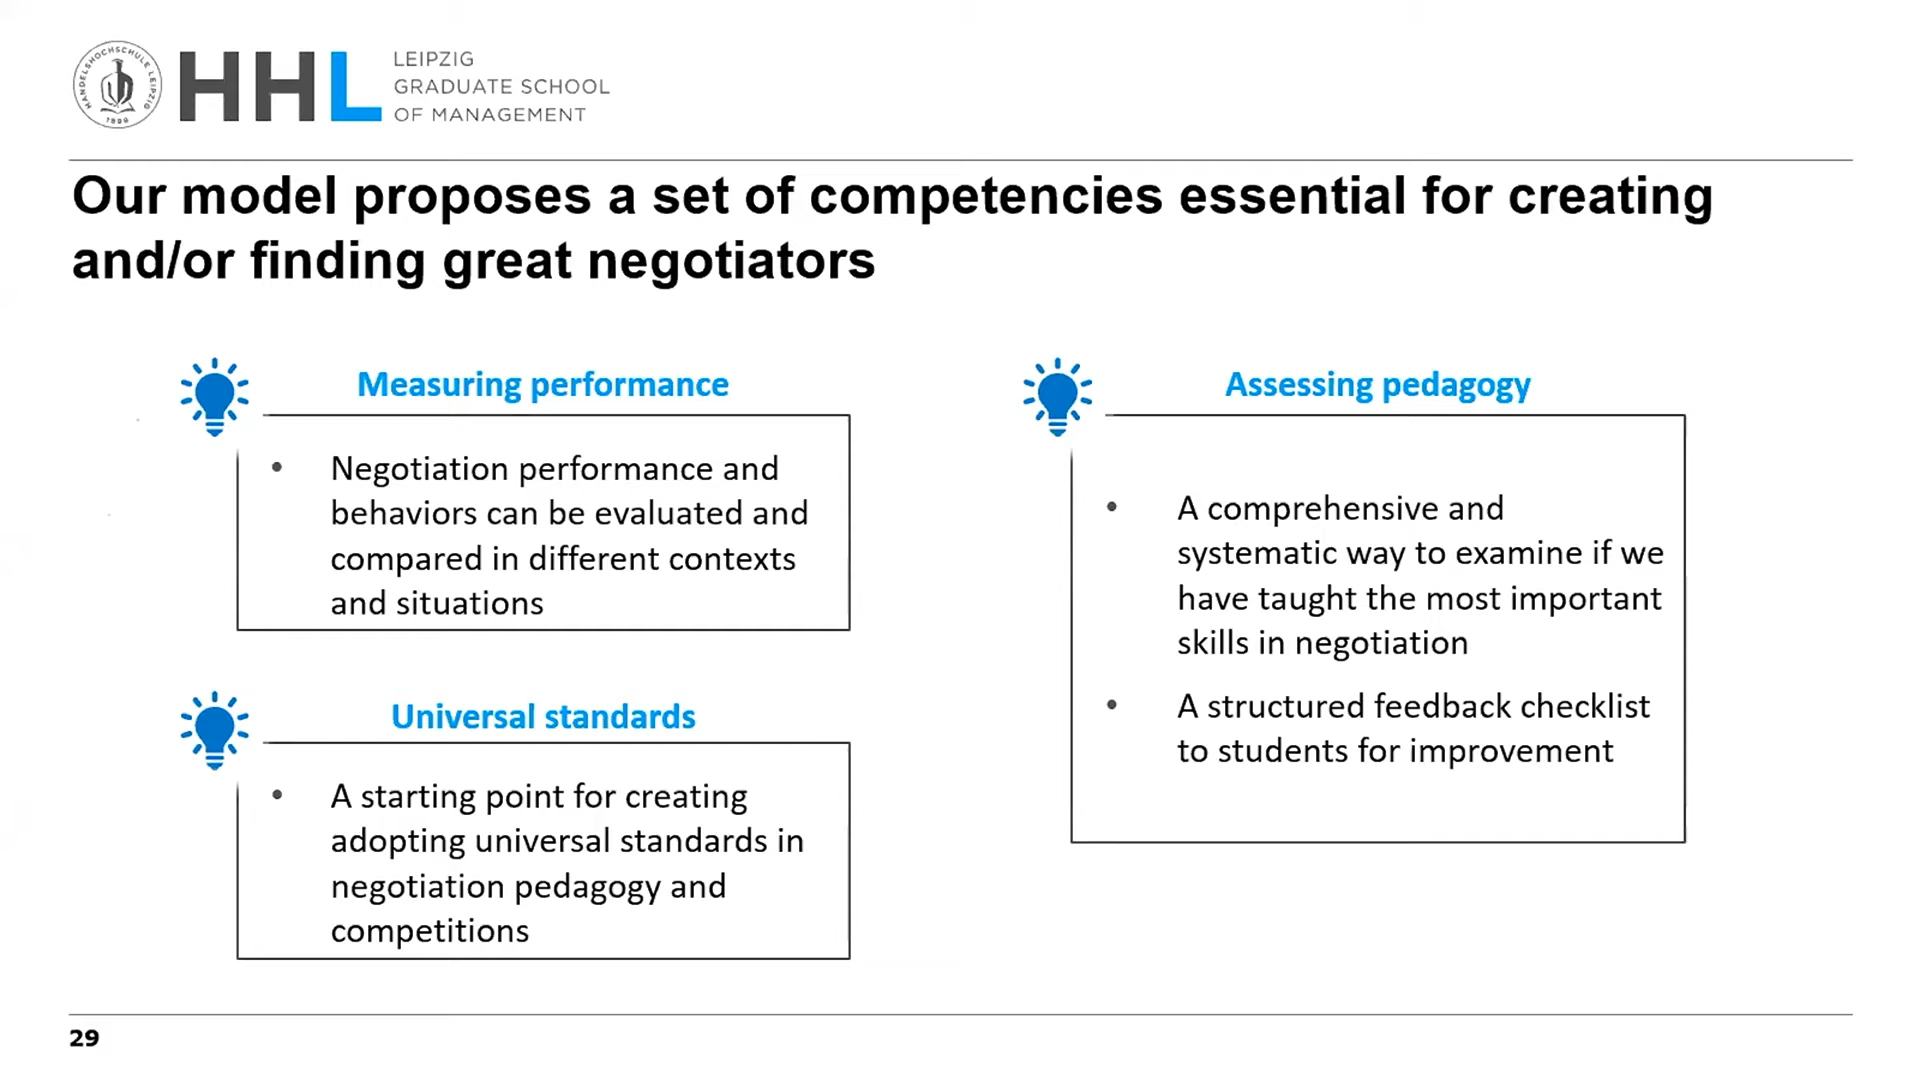 HANDELSHOCHSCHULE LEIPZIG
1898
HHL
LEIPZIG
GRADUATE SCHOOL
OF MANAGEMENT
Our model proposes a set of competencies essential for creating
and/or finding great negotiators
Measuring performance
• Negotiation performance and
behaviors can be evaluated and
compared in different contexts
and situations
Universal standards
• A starting point for creating
adopting universal standards in
negotiation pedagogy and
competitions
Assessing pedagogy
• A comprehensive and
systematic way to examine if we
have taught the most important
skills in negotiation
• A structured feedback checklist
to students for improvement
29